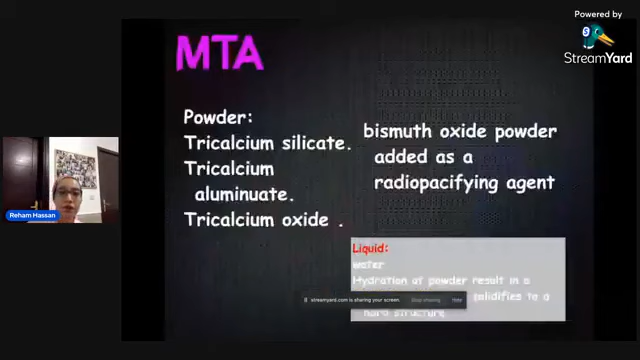 Powered by
StreamYard
MTA
Powder:
Tricalcium silicate.
Tricalcium
aluminuate.
Tricalcium oxide .
bismuth oxide powder
added as a
radiopacifying agent
Reham Hassan
Liquid:
water
Hydration of powder result in a
streamyard.com is sharing your screen. Stop sharing Hide
solidifies to a
hard structure